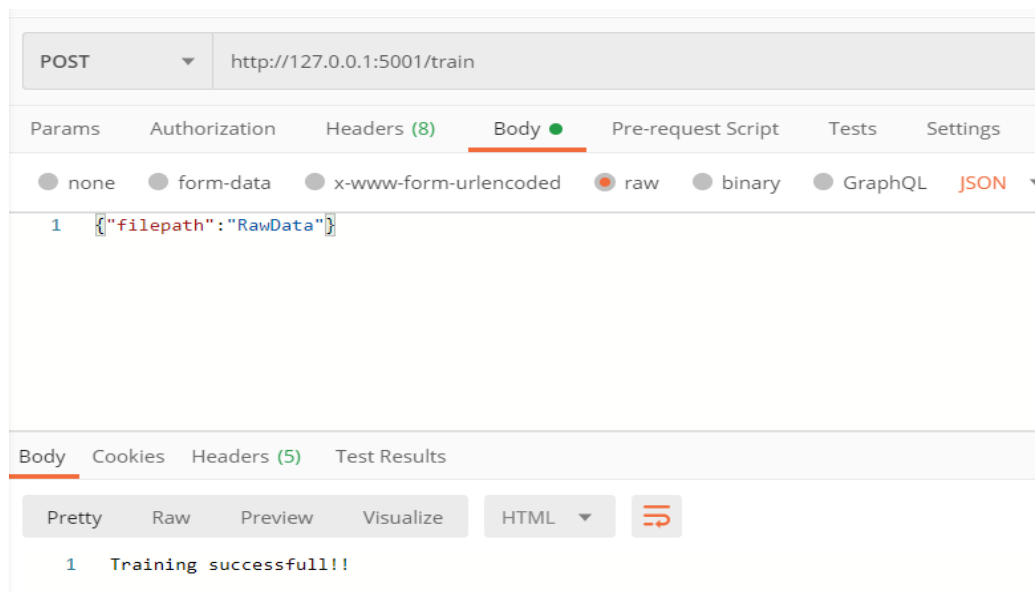 POST http://127.0.0.1:5001/train
Params Authorization Headers (8) Body Pre-request Script Tests Settings
none form-data x-www-form-urlencoded raw binary GraphQL JSON
1 {"filepath":"RawData"}
Body Cookies Headers (5) Test Results
Pretty Raw Preview Visualize HTML
1 Training successfull!!